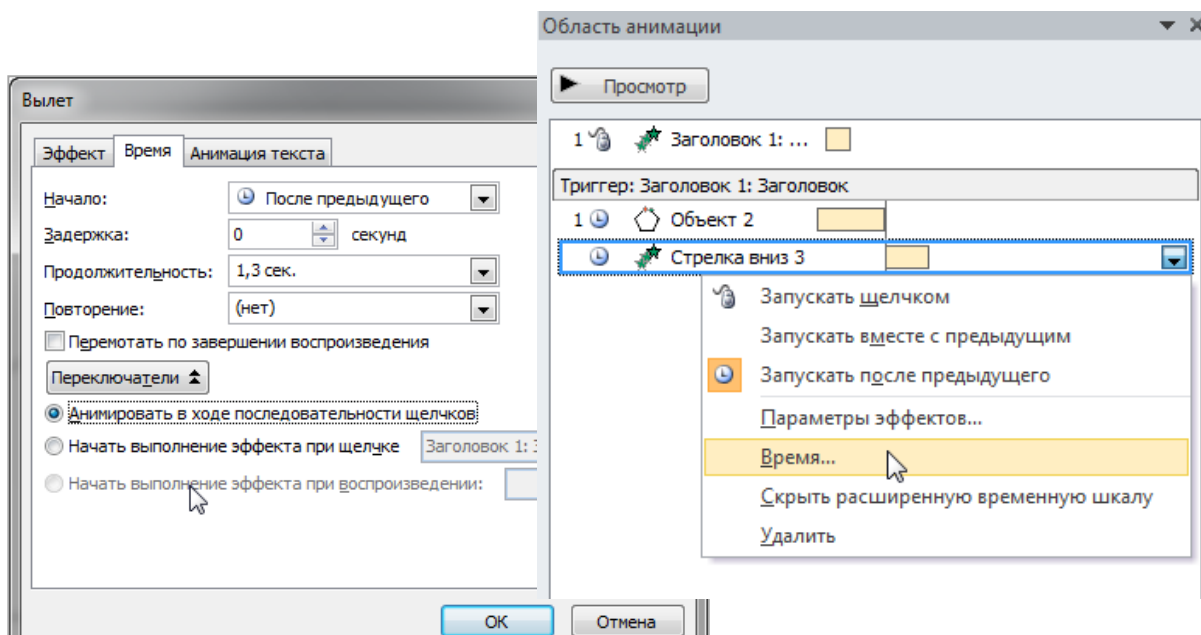 Вылет
Эффект
Время
Анимация текста
Начало:
После предыдущего
Задержка:
0
секунд
Продолжительность:
1,3 сек.
Повторение:
(нет)
Перемотать по завершении воспроизведения
Переключатели
Анимировать в ходе последовательности щелчков
Начать выполнение эффекта при щелчке
Заголовок 1:
Начать выполнение эффекта при воспроизведении:
ОК
Отмена
Область анимации
Просмотр
1 Заголовок 1: ...
Триггер: Заголовок 1: Заголовок
1 Объект 2
Стрелка вниз 3
Запускать щелчком
Запускать вместе с предыдущим
Запускать после предыдущего
Параметры эффектов...
Время...
Скрыть расширенную временную шкалу
Удалить